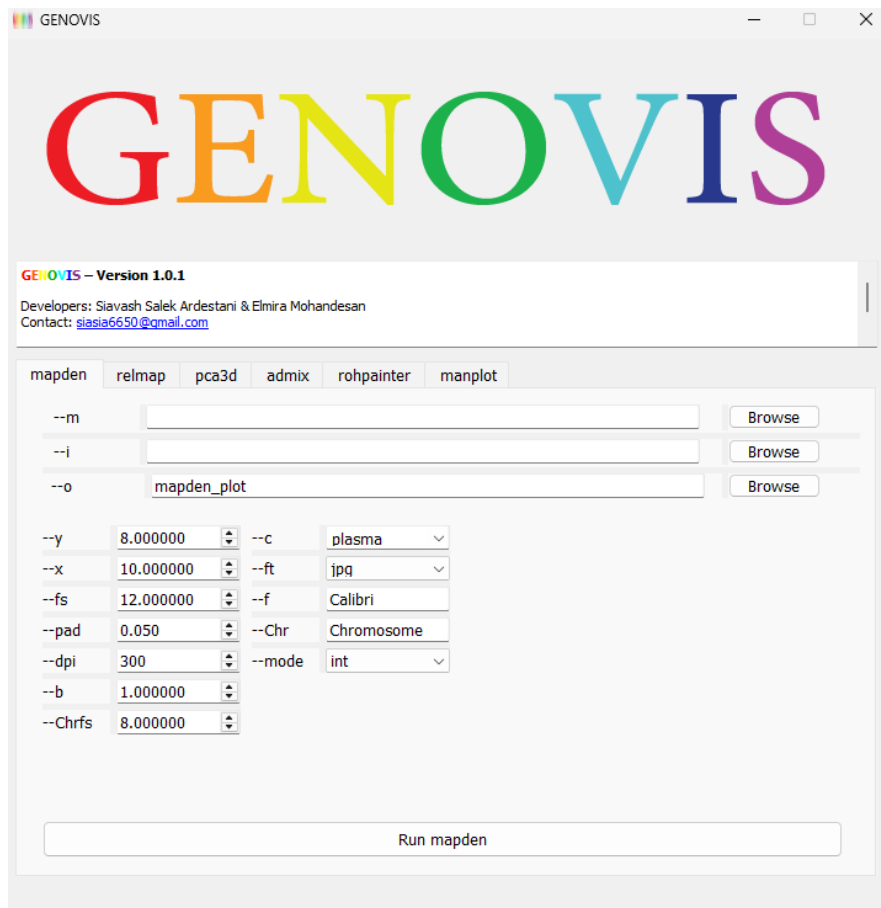 GENOVIS
GENOVIS
GENOVIS – Version 1.0.1
Developers: Siavash Salek Ardestani & Elmira Mohandesan
Contact: siasia6650@gmail.com
mapden relmap pca3d admix rohpainter manplot
--m Browse
--i Browse
--o mapden_plot Browse
--y 8.000000 --c plasma
--x 10.000000 --ft jpg
--fs 12.000000 --f Calibri
--pad 0.050 --Chr Chromosome
--dpi 300 --mode int
--b 1.000000
--Chrfs 8.000000
Run mapden